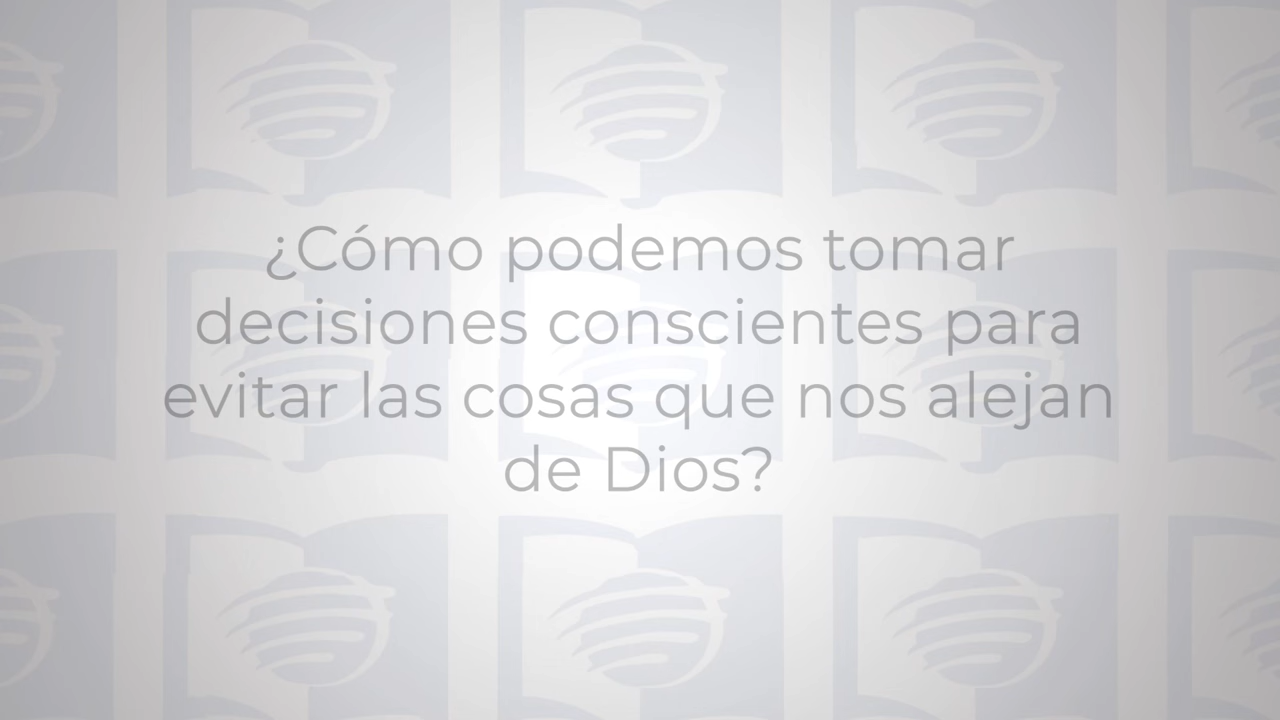 ¿Cómo podemos tomar
decisiones conscientes para
evitar las cosas que nos alejan
de Dios?